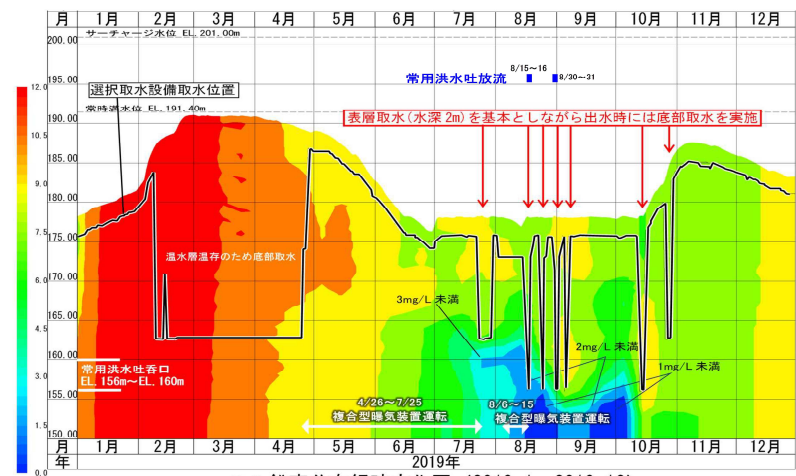 月 1月 2月 3月 4月 5月 6月 7月 8月 9月 10月 11月 12月
200.00
サーチャージ水位 EL.201.00m
195.00
常用洪水吐放流
8/15~16
8/30~31
12.0
選択取水設備取水位置
常時満水位 EL.191.40m
190.00
表層取水(水深2m)を基本としながら出水時には底部取水を実施
10.5
185.00
9.0
180.00
7.5
175.00
温水層温存のため底部取水
170.00
6.0
3mg/L 未満
165.00
4.5
160.00
2mg/L 未満
1mg/L 未満
常用洪水吐呑口
EL.156m~EL.160m
3.0
155.00
4/26~7/25
複合型曝気装置運転
8/6~15
複合型曝気装置運転
1.5
150.00
月 1月 2月 3月 4月 5月 6月 7月 8月 9月 10月 11月 12月
年 2019年
0.0